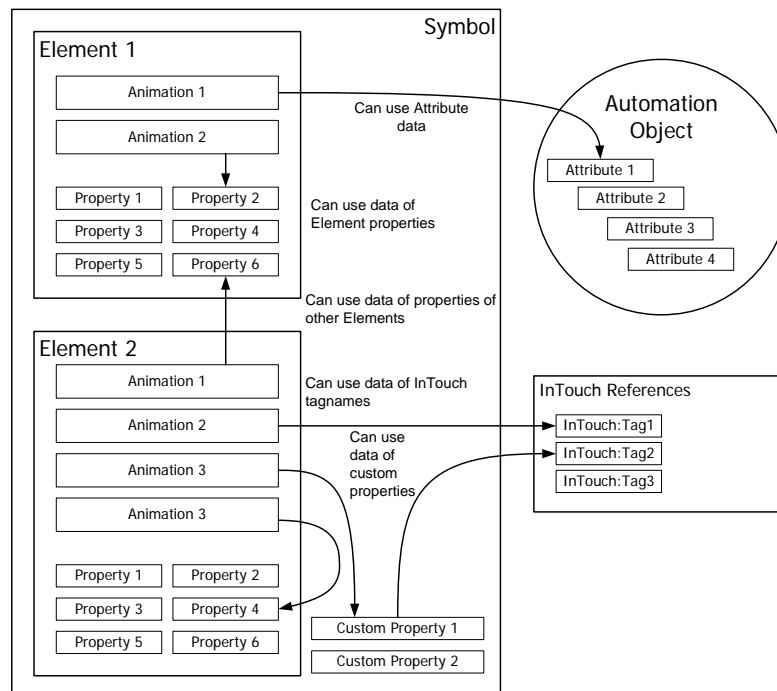 Symbol
Element 1
Animation 1
Animation 2
Property 1
Property 2
Property 3
Property 4
Property 5
Property 6
Can use Attribute
data
Can use data of
Element properties
Can use data of properties of
other Elements
Automation
Object
Attribute 1
Attribute 2
Attribute 3
Attribute 4
Element 2
Animation 1
Animation 2
Animation 3
Animation 3
Property 1
Property 2
Property 3
Property 4
Property 5
Property 6
Can use data of InTouch
tagnames
Can use
data of
custom
properties
Custom Property 1
Custom Property 2
InTouch References
InTouch:Tag1
InTouch:Tag2
InTouch:Tag3